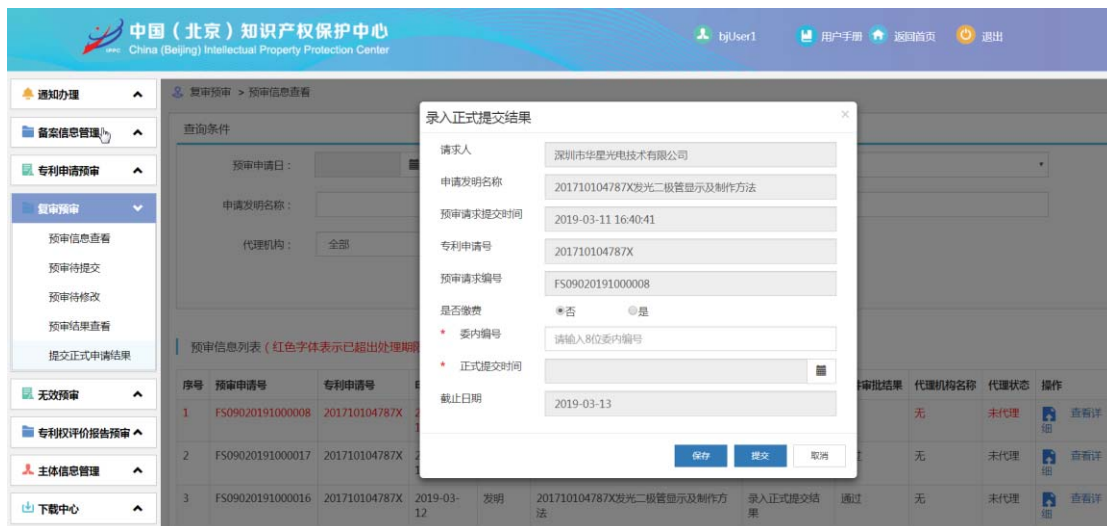 中国（北京）知识产权保护中心
China (Beijing) Intellectual Property Protection Center
bjUser1 用户手册 返回首页 退出
通知办理
备案信息管理
专利申请预审
复审预审
预审信息查看
预审待提交
预审待修改
预审结果查看
提交正式申请结果
无效预审
专利权评价报告预审
主体信息管理
下载中心
复审预审 > 预审信息查看
查询条件
预审申请日：
申请发明名称：
代理机构： 全部
录入正式提交结果 ×
请求人 深圳市华星光电技术有限公司
申请发明名称 201710104787X发光二极管显示及制作方法
预审请求提交时间 2019-03-11 16:40:41
专利申请号 201710104787X
预审请求编号 FS09020191000008
是否缴费 否 是
* 委内编号 请输入8位委内编号
* 正式提交时间
截止日期 2019-03-13
保存 提交 取消
预审信息列表 ( 红色字体表示已超出处理期
序号 预审申请号 专利申请号 审批结果 代理机构名称 代理状态 操作
1 FS09020191000008 201710104787X 无 未代理 查看详细
2 FS09020191000017 201710104787X 无 未代理 查看详细
3 FS09020191000016 201710104787X 2019-03-12 发明 201710104787X发光二极管显示及制作方法 录入正式提交结果 通过 无 未代理 查看详细